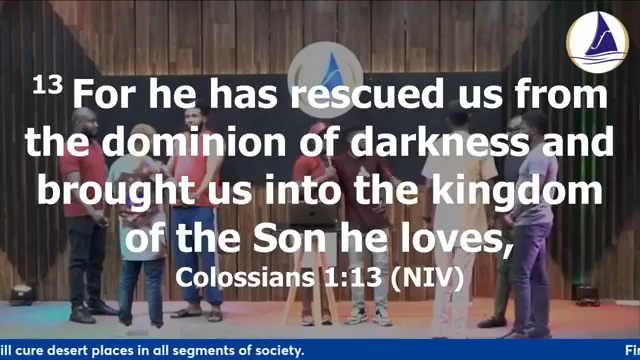 13 For he has rescued us from
the dominion of darkness and
brought us into the kingdom
of the Son he loves,
Colossians 1:13 (NIV)
ill cure desert places in all segments of society.
Fi